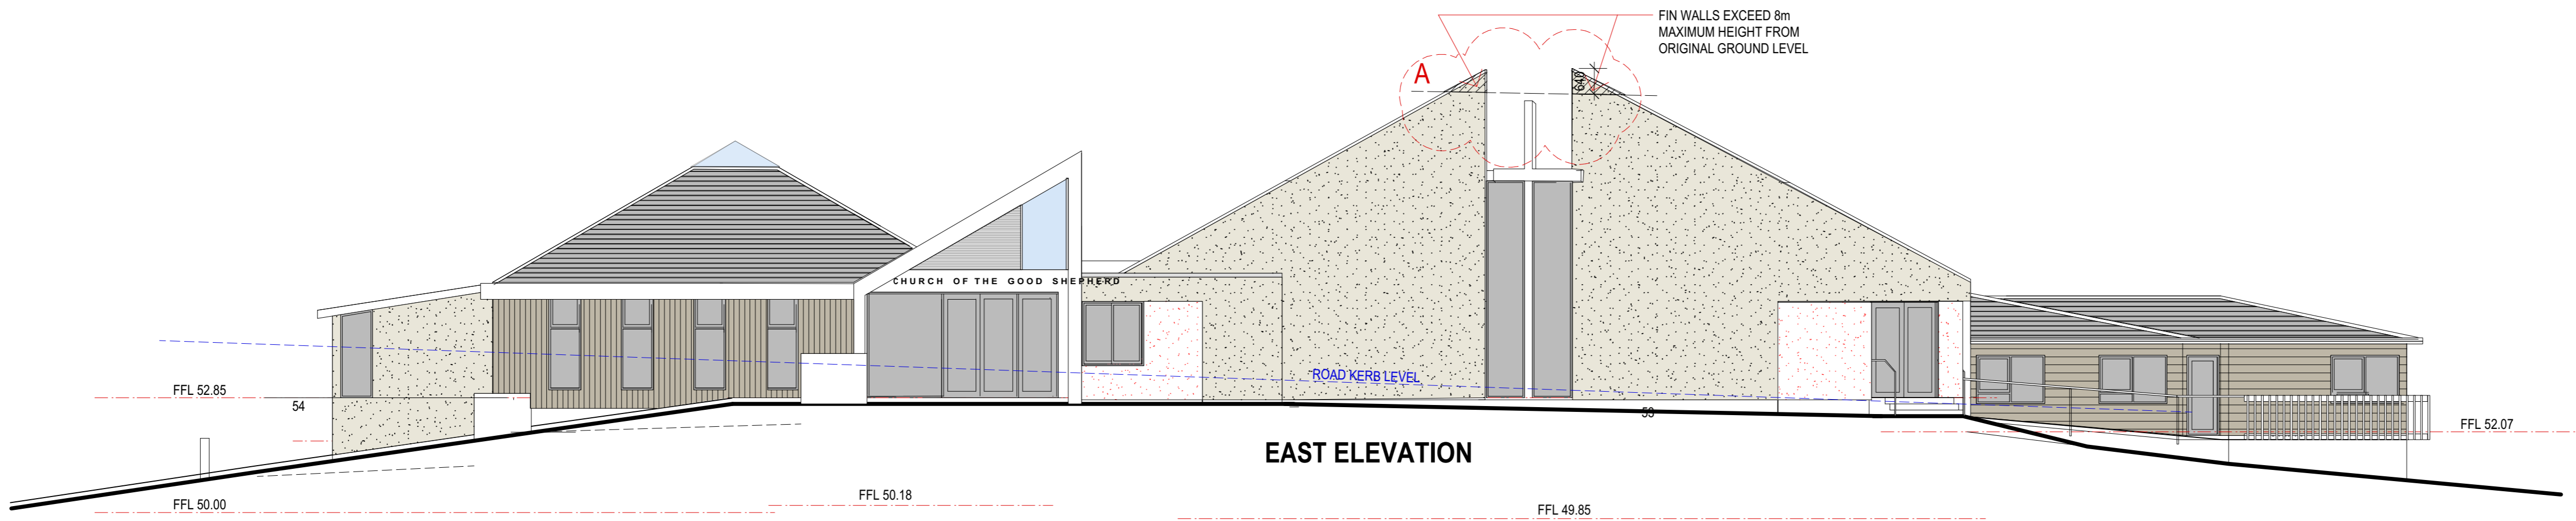 FIN WALLS EXCEED 8m
MAXIMUM HEIGHT FROM
ORIGINAL GROUND LEVEL
A
640
CHURCH OF THE GOOD SHEPHERD
ROAD KERB LEVEL
FFL 52.85
54
53
FFL 52.07
EAST ELEVATION
FFL 50.00
FFL 50.18
FFL 49.85